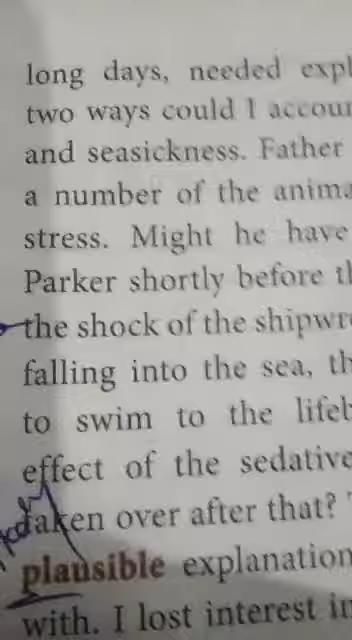 long days, needed expl
two ways could I accour
and seasickness. Father
a number of the anima
stress. Might he have
Parker shortly before th
the shock of the shipwre
falling into the sea, th
to swim to the lifeb
effect of the sedative
taken over after that?
plausible explanation
with. I lost interest in